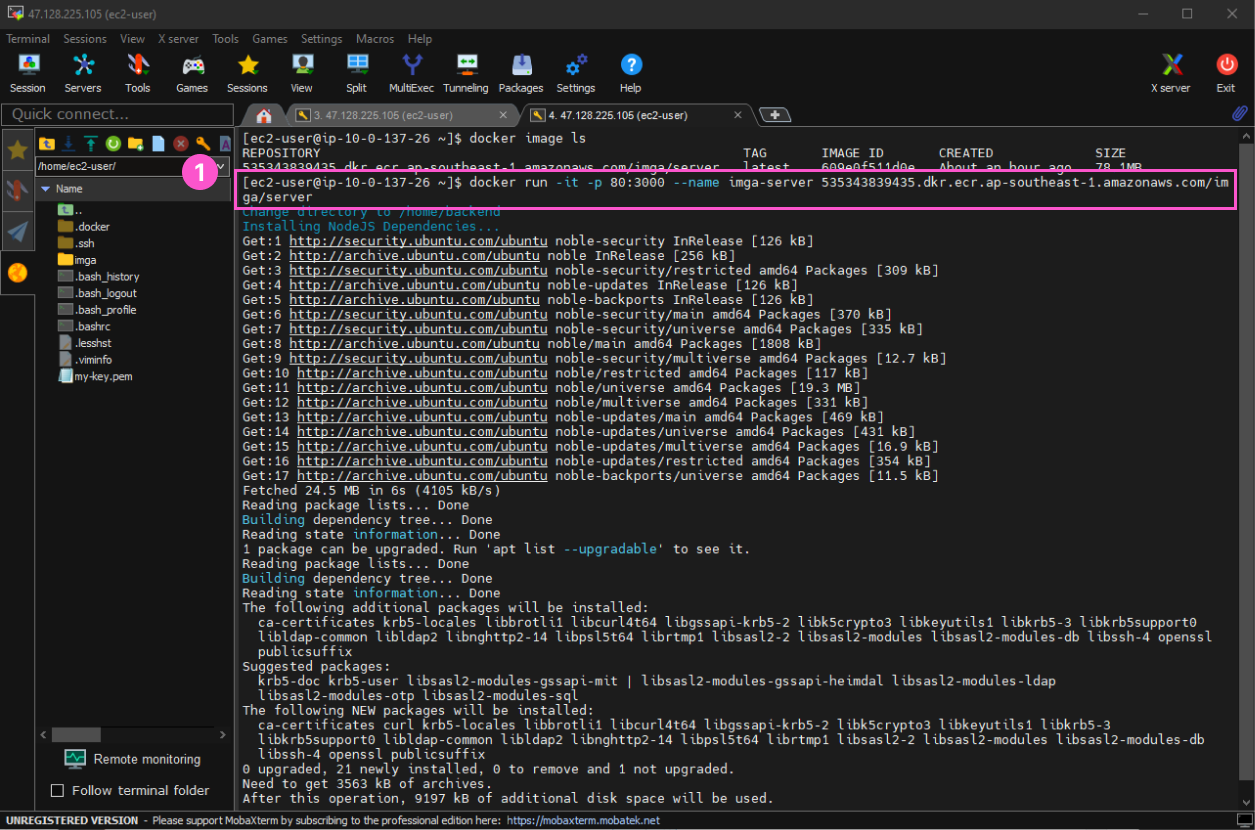 47.128.225.105 (ec2-user)
Terminal Sessions View X server Tools Games Settings Macros Help
Session Servers Tools Games Sessions View Split MultiExec Tunneling Packages Settings Help X server Exit
Quick connect...
3. 47.128.225.105 (ec2-user)
4. 47.128.225.105 (ec2-user)
/home/ec2-user/
1
Name
..
.docker
.ssh
imga
.bash_history
.bash_logout
.bash_profile
.bashrc
.lesshst
.viminfo
my-key.pem
Remote monitoring
Follow terminal folder
[ec2-user@ip-10-0-137-26 ~]$ docker image ls
REPOSITORY TAG IMAGE ID CREATED SIZE
535343839435.dkr.ecr.ap-southeast-1.amazonaws.com/imga/server latest 609e0f511d0e About an hour ago 78.1MB
[ec2-user@ip-10-0-137-26 ~]$ docker run -it -p 80:3000 --name imga-server 535343839435.dkr.ecr.ap-southeast-1.amazonaws.com/im
ga/server
Change directory to /home/backend
Installing NodeJS Dependencies...
Get:1 http://security.ubuntu.com/ubuntu noble-security InRelease [126 kB]
Get:2 http://archive.ubuntu.com/ubuntu noble InRelease [256 kB]
Get:3 http://security.ubuntu.com/ubuntu noble-security/restricted amd64 Packages [309 kB]
Get:4 http://archive.ubuntu.com/ubuntu noble-updates InRelease [126 kB]
Get:5 http://archive.ubuntu.com/ubuntu noble-backports InRelease [126 kB]
Get:6 http://security.ubuntu.com/ubuntu noble-security/main amd64 Packages [370 kB]
Get:7 http://security.ubuntu.com/ubuntu noble-security/universe amd64 Packages [335 kB]
Get:8 http://archive.ubuntu.com/ubuntu noble/main amd64 Packages [1808 kB]
Get:9 http://security.ubuntu.com/ubuntu noble-security/multiverse amd64 Packages [12.7 kB]
Get:10 http://archive.ubuntu.com/ubuntu noble/restricted amd64 Packages [117 kB]
Get:11 http://archive.ubuntu.com/ubuntu noble/universe amd64 Packages [19.3 MB]
Get:12 http://archive.ubuntu.com/ubuntu noble/multiverse amd64 Packages [331 kB]
Get:13 http://archive.ubuntu.com/ubuntu noble-updates/main amd64 Packages [469 kB]
Get:14 http://archive.ubuntu.com/ubuntu noble-updates/universe amd64 Packages [431 kB]
Get:15 http://archive.ubuntu.com/ubuntu noble-updates/multiverse amd64 Packages [16.9 kB]
Get:16 http://archive.ubuntu.com/ubuntu noble-updates/restricted amd64 Packages [354 kB]
Get:17 http://archive.ubuntu.com/ubuntu noble-backports/universe amd64 Packages [11.5 kB]
Fetched 24.5 MB in 6s (4105 kB/s)
Reading package lists... Done
Building dependency tree... Done
Reading state information... Done
1 package can be upgraded. Run 'apt list --upgradable' to see it.
Reading package lists... Done
Building dependency tree... Done
Reading state information... Done
The following additional packages will be installed:
ca-certificates krb5-locales libbrotli1 libcurl4t64 libgssapi-krb5-2 libk5crypto3 libkeyutils1 libkrb5-3 libkrb5support0
libldap-common libldap2 libnghttp2-14 libpsl5t64 librtmp1 libsasl2-2 libsasl2-modules libsasl2-modules-db libssh-4 openssl
publicsuffix
Suggested packages:
krb5-doc krb5-user libsasl2-modules-gssapi-mit | libsasl2-modules-gssapi-heimdal libsasl2-modules-ldap
libsasl2-modules-otp libsasl2-modules-sql
The following NEW packages will be installed:
ca-certificates curl krb5-locales libbrotli1 libcurl4t64 libgssapi-krb5-2 libk5crypto3 libkeyutils1 libkrb5-3
libkrb5support0 libldap-common libldap2 libnghttp2-14 libpsl5t64 librtmp1 libsasl2-2 libsasl2-modules libsasl2-modules-db
libssh-4 openssl publicsuffix
0 upgraded, 21 newly installed, 0 to remove and 1 not upgraded.
Need to get 3563 kB of archives.
After this operation, 9197 kB of additional disk space will be used.
UNREGISTERED VERSION - Please support MobaXterm by subscribing to the professional edition here: https://mobaxterm.mobatek.net